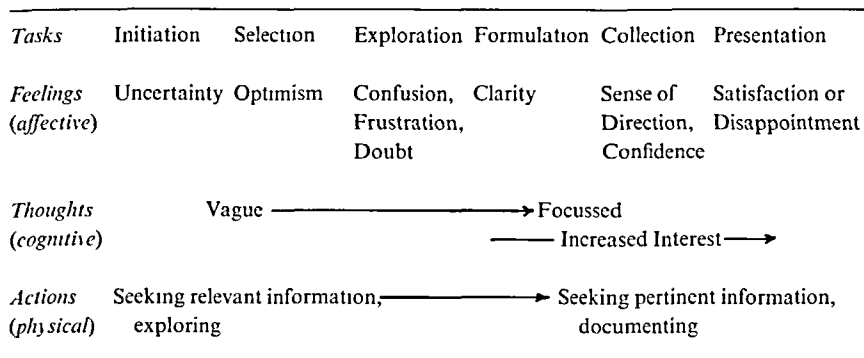 Tasks Initiation Selection Exploration Formulation Collection Presentation
Feelings Uncertainty Optimism Confusion, Clarity Sense of Satisfaction or
(affective) Frustration, Direction, Disappointment
Doubt Confidence
Thoughts Vague Focussed
(cognitive) Increased Interest
Actions Seeking relevant information, Seeking pertinent information,
(physical) exploring documenting